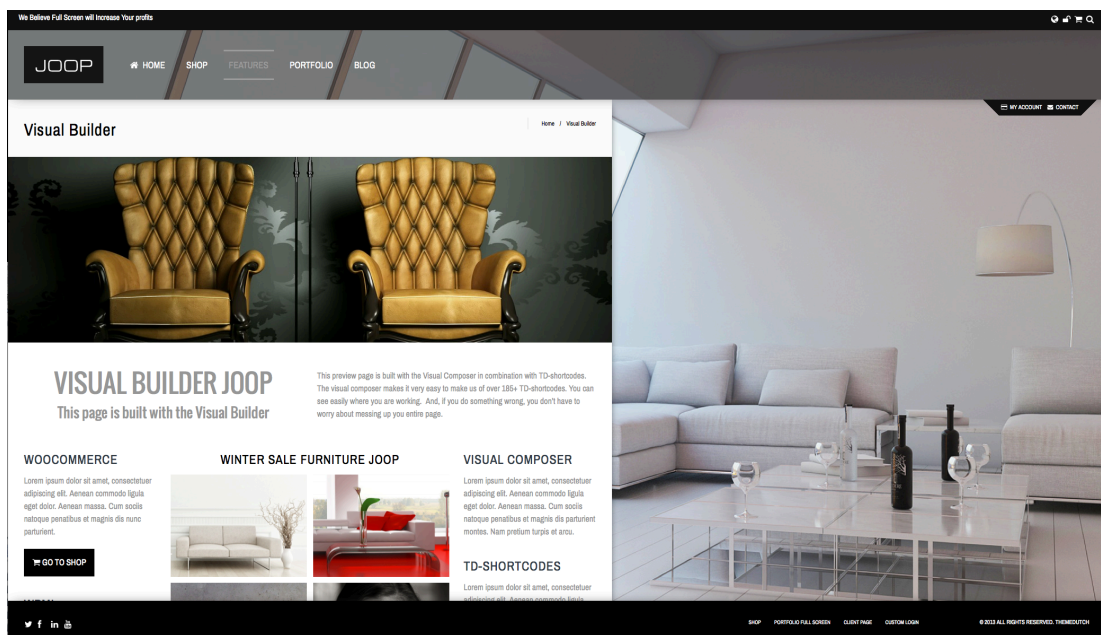 We Believe Full Screen will Increase Your profits
JOOP
HOME SHOP FEATURES PORTFOLIO BLOG
MY ACCOUNT CONTACT
Visual Builder
Home / Visual Builder
VISUAL BUILDER JOOP
This page is built with the Visual Builder
This preview page is built with the Visual Composer in combination with TD-shortcodes.
The visual composer makes it very easy to make us of over 185+ TD-shortcodes. You can
see easily where you are working. And, if you do something wrong, you don't have to
worry about messing up you entire page.
WOOCOMMERCE
Lorem ipsum dolor sit amet, consectetuer
adipiscing elit. Aenean commodo ligula
eget dolor. Aenean massa. Cum sociis
natoque penatibus et magnis dis nunc
parturient.
GO TO SHOP
WINTER SALE FURNITURE JOOP
VISUAL COMPOSER
Lorem ipsum dolor sit amet, consectetuer
adipiscing elit. Aenean commodo ligula
eget dolor. Aenean massa. Cum sociis
natoque penatibus et magnis dis parturient
montes. Nam pretium turpis et arcu.
TD-SHORTCODES
Lorem ipsum dolor sit amet, consectetuer
adipiscing elit. Aenean commodo ligula
SHOP PORTFOLIO FULL SCREEN CLIENT PAGE CUSTOM LOGIN
© 2013 ALL RIGHTS RESERVED. THEMEDUTCH